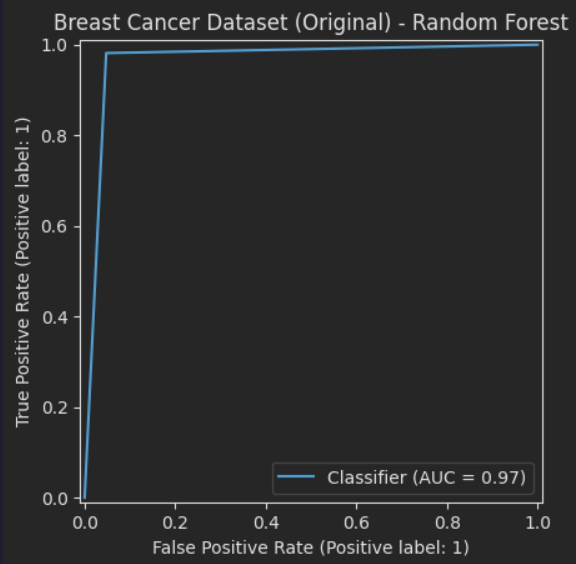 Breast Cancer Dataset (Original) - Random Forest
True Positive Rate (Positive label: 1)
1.0
0.8
0.6
0.4
0.2
0.0
Classifier (AUC = 0.97)
0.0 0.2 0.4 0.6 0.8 1.0
False Positive Rate (Positive label: 1)